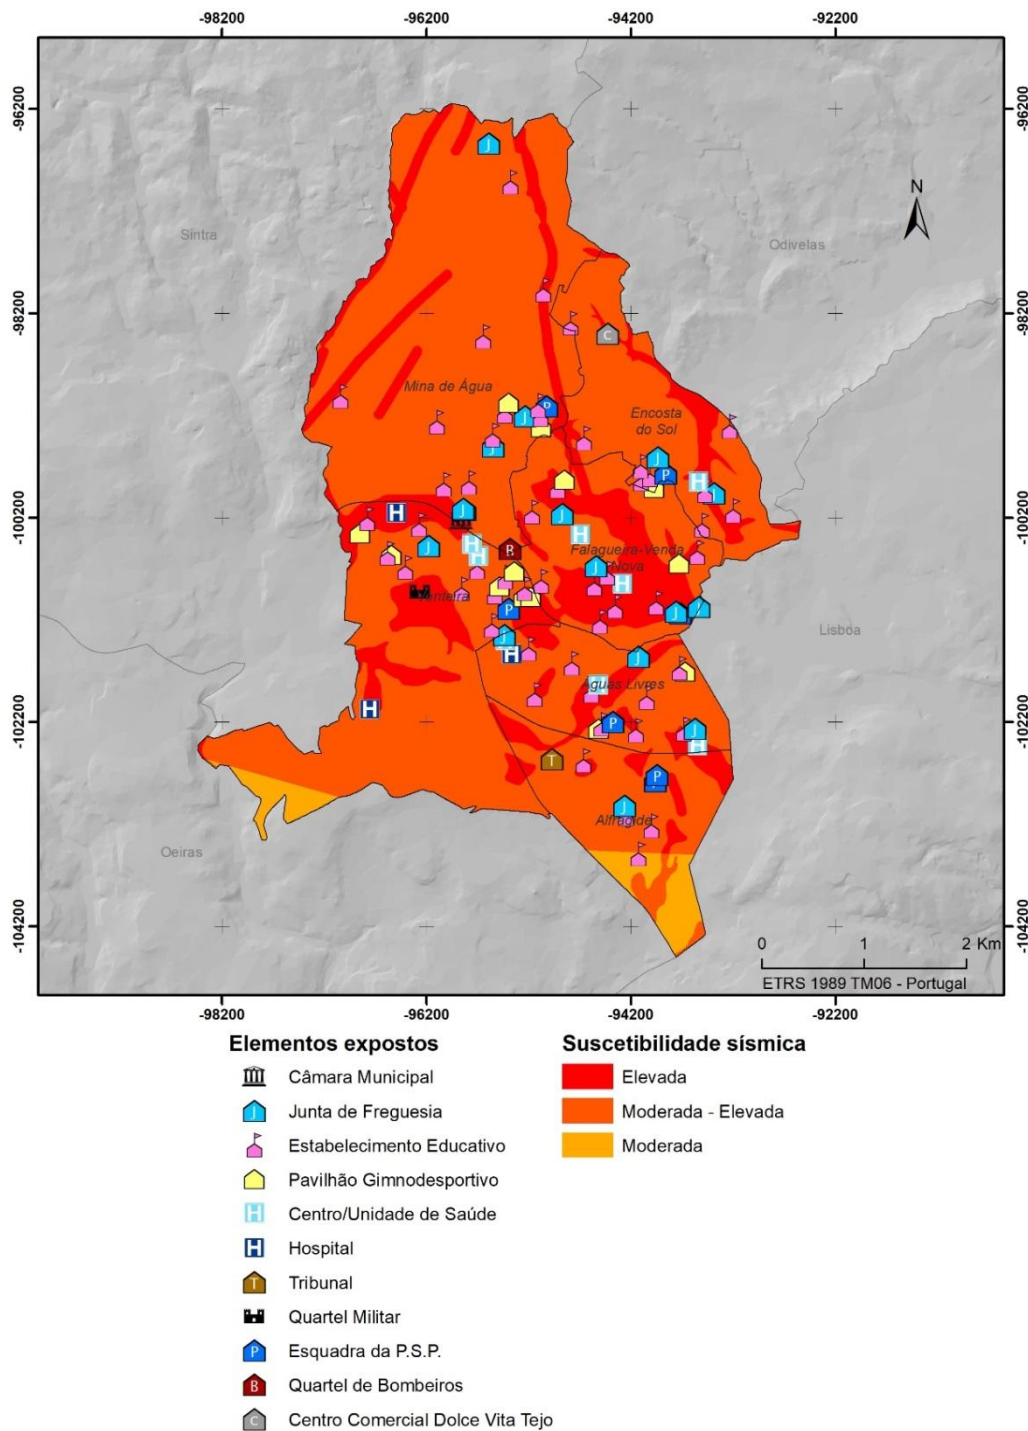 -98200 -96200 -94200 -92200
-96200 -96200
N
Sintra
Odivelas
-98200 -98200
C
Mina de Água
Encosta
do Sol
-100200 -100200
Falagueira-Venda
Nova
Lisboa
Águas Livres
-102200 -102200
Alfragide
Oeiras
-104200 -104200
0 1 2 Km
ETRS 1989 TM06 - Portugal
-98200 -96200 -94200 -92200
Elementos expostos
Câmara Municipal
J Junta de Freguesia
Estabelecimento Educativo
Pavilhão Gimnodesportivo
H Centro/Unidade de Saúde
H Hospital
T Tribunal
Quartel Militar
P Esquadra da P.S.P.
B Quartel de Bombeiros
C Centro Comercial Dolce Vita Tejo
Suscetibilidade sísmica
Elevada
Moderada - Elevada
Moderada